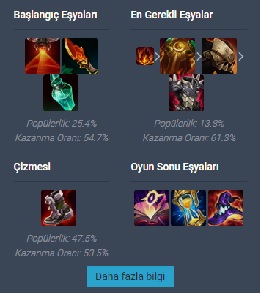 Başlangıç Eşyaları
En Gerekli Eşyalar
Popülerlik: 25.4%
Kazanma Oranı: 54.7%
Popülerlik: 13.8%
Kazanma Oranı: 61.3%
Çizmesi
Oyun Sonu Eşyaları
Popülerlik: 47.5%
Kazanma Oranı: 53.5%
Daha fazla bilgi